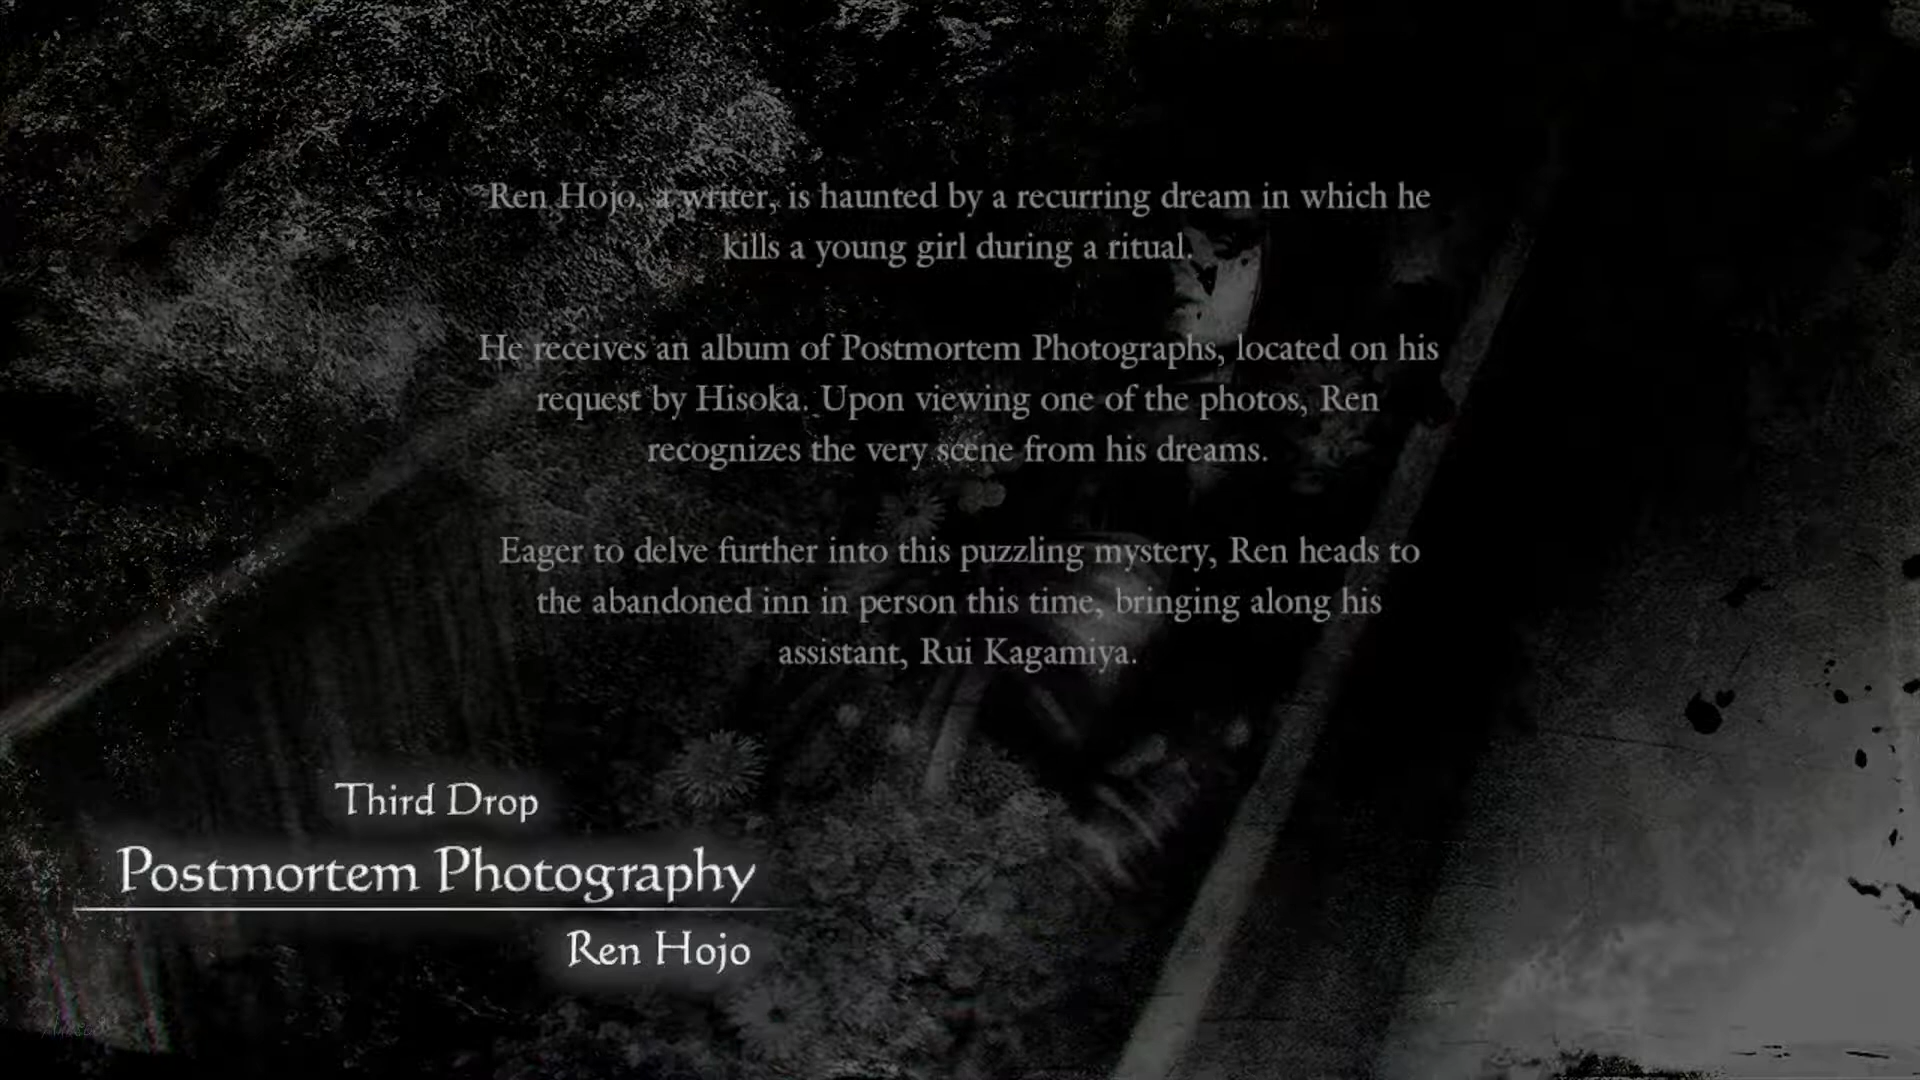 Ren Hojo, a writer, is haunted by a recurring dream in which he
kills a young girl during a ritual.
He receives an album of Postmortem Photographs, located on his
request by Hisoka. Upon viewing one of the photos, Ren
recognizes the very scene from his dreams.
Eager to delve further into this puzzling mystery, Ren heads to
the abandoned inn in person this time, bringing along his
assistant, Rui Kagamiya.
Third Drop
Postmortem Photography
Ren Hojo